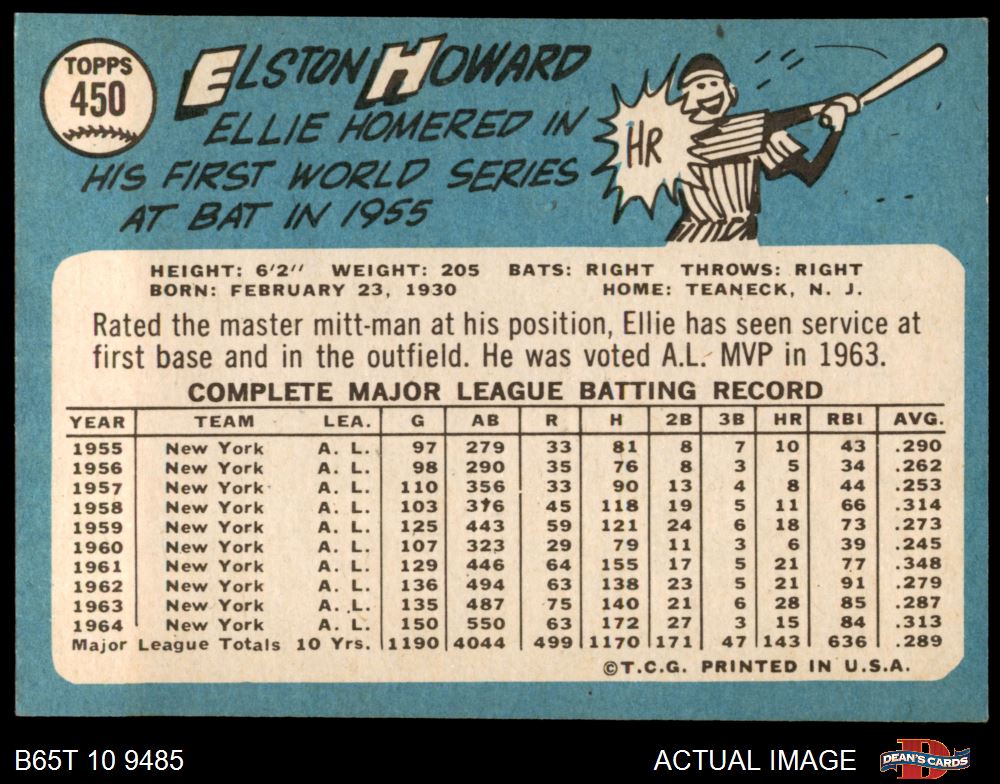 TOPPS
450
ELSTON HOWARD
ELLIE HOMERED IN
HIS FIRST WORLD SERIES
AT BAT IN 1955
HR
HEIGHT: 6'2" WEIGHT: 205 BATS: RIGHT THROWS: RIGHT
BORN: FEBRUARY 23, 1930 HOME: TEANECK, N. J.
Rated the master mitt-man at his position, Ellie has seen service at
first base and in the outfield. He was voted A.L. MVP in 1963.
COMPLETE MAJOR LEAGUE BATTING RECORD
YEAR TEAM LEA. G AB R H 2B 3B HR RBI AVG.
1955 New York A. L. 97 279 33 81 8 7 10 43 .290
1956 New York A. L. 98 290 35 76 8 3 5 34 .262
1957 New York A. L. 110 356 33 90 13 4 8 44 .253
1958 New York A. L. 103 376 45 118 19 5 11 66 .314
1959 New York A. L. 125 443 59 121 24 6 18 73 .273
1960 New York A. L. 107 323 29 79 11 3 6 39 .245
1961 New York A. L. 129 446 64 155 17 5 21 77 .348
1962 New York A. L. 136 494 63 138 23 5 21 91 .279
1963 New York A. L. 135 487 75 140 21 6 28 85 .287
1964 New York A. L. 150 550 63 172 27 3 15 84 .313
Major League Totals 10 Yrs. 1190 4044 499 1170 171 47 143 636 .289
©T.C.G. PRINTED IN U.S.A.
B65T 10 9485 ACTUAL IMAGE DEAN'S CARDS